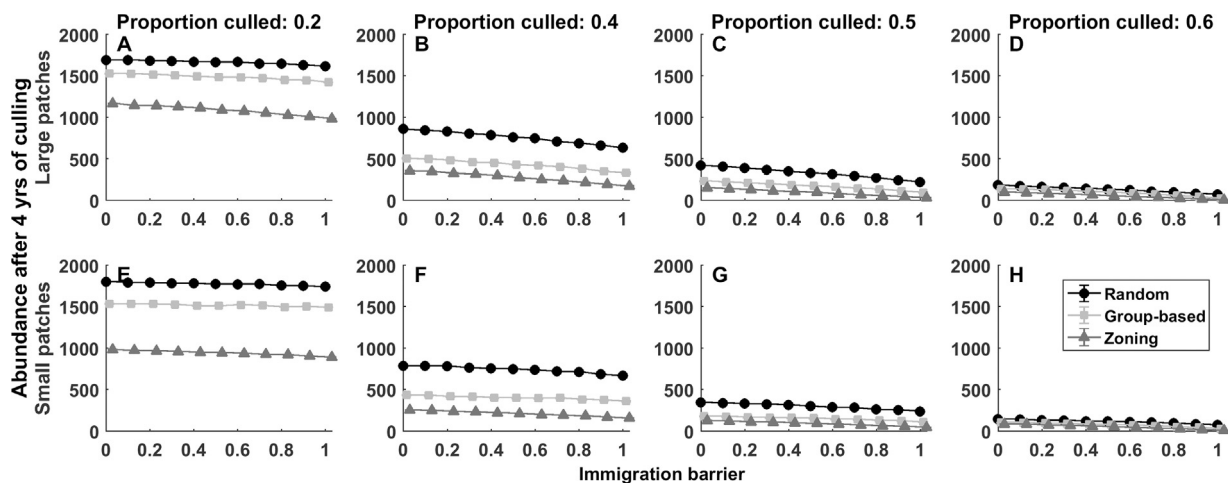 Proportion culled: 0.2 Proportion culled: 0.4 Proportion culled: 0.5 Proportion culled: 0.6
Abundance after 4 yrs of culling
Large patches
A
2000
1500
1000
500
0
0 0.2 0.4 0.6 0.8 1
B
2000
1500
1000
500
0
0 0.2 0.4 0.6 0.8 1
C
2000
1500
1000
500
0
0 0.2 0.4 0.6 0.8 1
D
2000
1500
1000
500
0
0 0.2 0.4 0.6 0.8 1
Small patches
E
2000
1500
1000
500
0
0 0.2 0.4 0.6 0.8 1
F
2000
1500
1000
500
0
0 0.2 0.4 0.6 0.8 1
G
2000
1500
1000
500
0
0 0.2 0.4 0.6 0.8 1
H
2000
1500
1000
500
0
0 0.2 0.4 0.6 0.8 1
Random
Group-based
Zoning
Immigration barrier